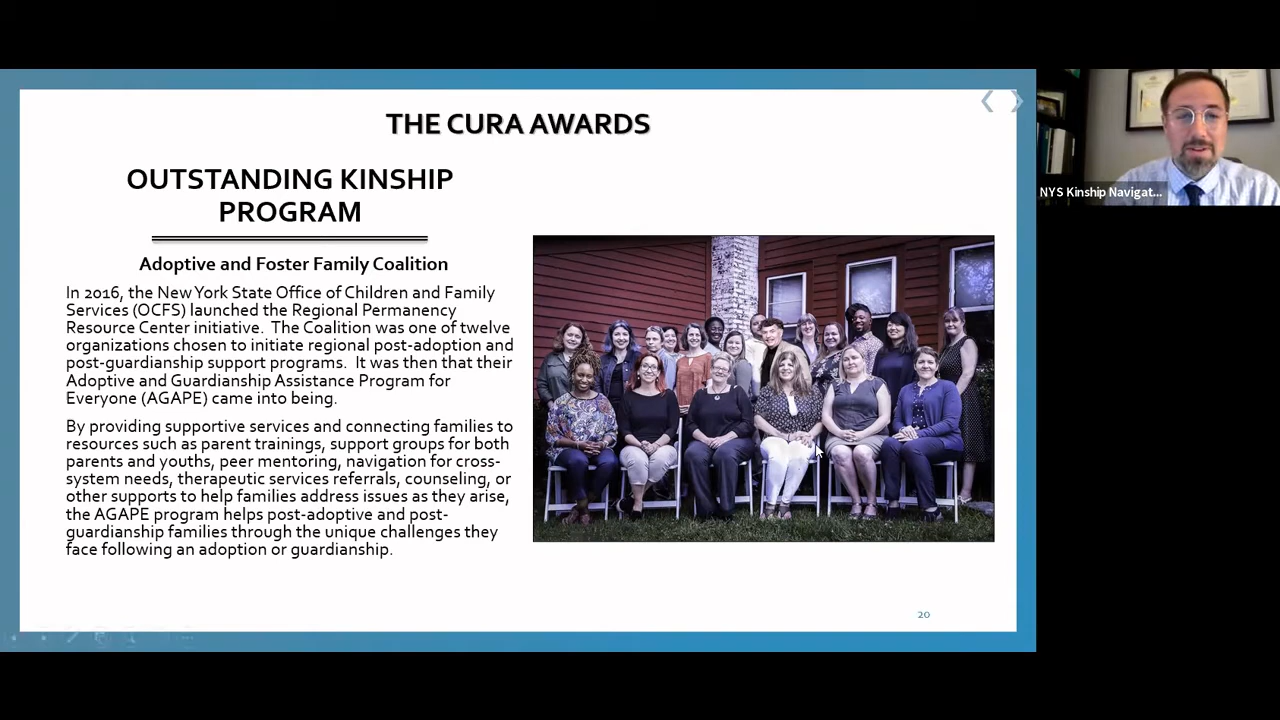 THE CURA AWARDS
OUTSTANDING KINSHIP
PROGRAM
Adoptive and Foster Family Coalition
In 2016, the New York State Office of Children and Family
Services (OCFS) launched the Regional Permanency
Resource Center initiative. The Coalition was one of twelve
organizations chosen to initiate regional post-adoption and
post-guardianship support programs. It was then that their
Adoptive and Guardianship Assistance Program for
Everyone (AGAPE) came into being.
By providing supportive services and connecting families to
resources such as parent trainings, support groups for both
parents and youths, peer mentoring, navigation for cross-
system needs, therapeutic services referrals, counseling, or
other supports to help families address issues as they arise,
the AGAPE program helps post-adoptive and post-
guardianship families through the unique challenges they
face following an adoption or guardianship.
20
NYS Kinship Navigat...